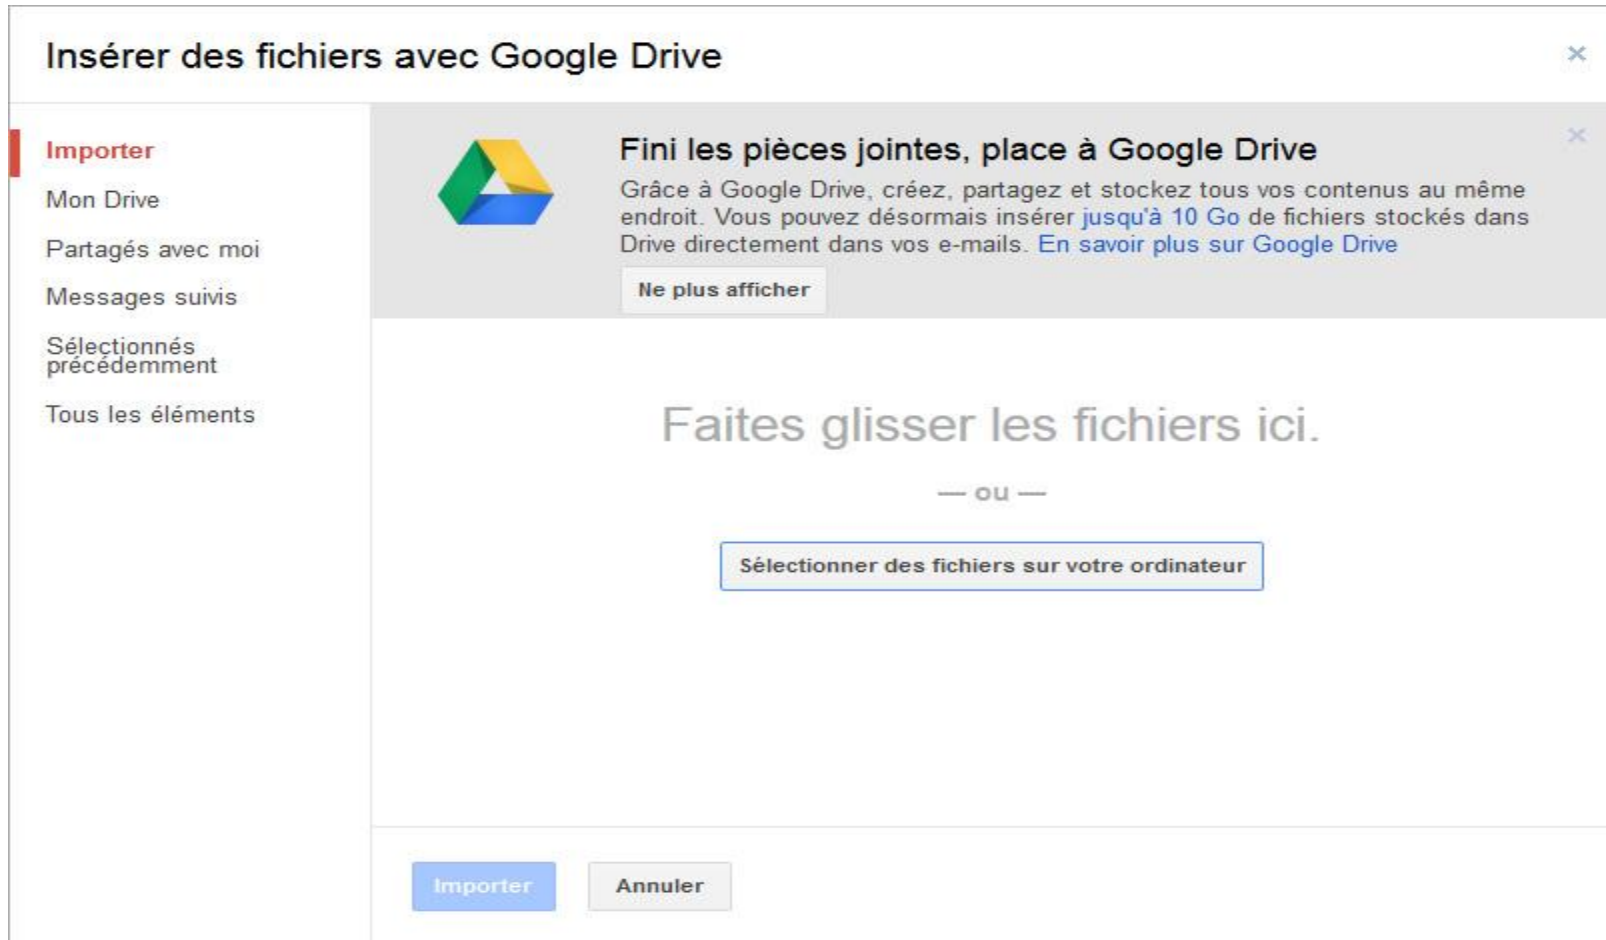 Insérer des fichiers avec Google Drive
Importer
Mon Drive
Partagés avec moi
Messages suivis
Sélectionnés
précédemment
Tous les éléments
Fini les pièces jointes, place à Google Drive
Grâce à Google Drive, créez, partagez et stockez tous vos contenus au même
endroit. Vous pouvez désormais insérer jusqu'à 10 Go de fichiers stockés dans
Drive directement dans vos e-mails. En savoir plus sur Google Drive
Ne plus afficher
Faites glisser les fichiers ici.
— ou —
Sélectionner des fichiers sur votre ordinateur
Importer
Annuler